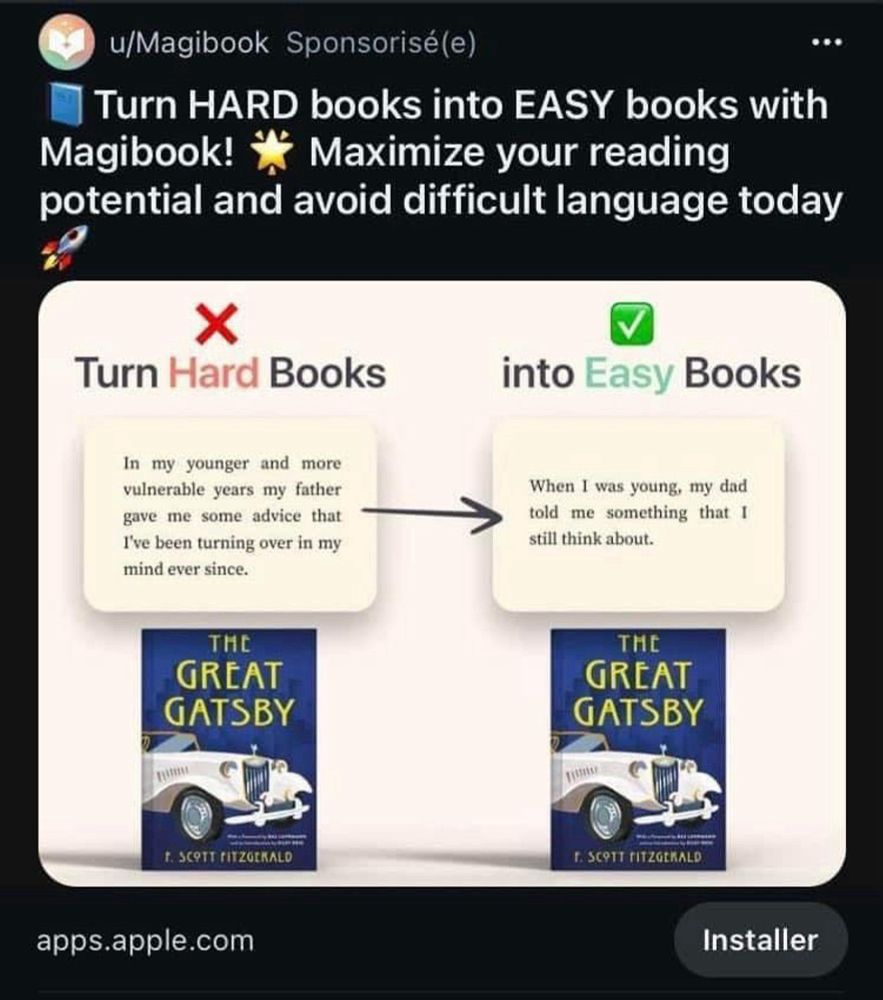 u/Magibook Sponsorisé(e)
📘 Turn HARD books into EASY books with
Magibook! 🌟 Maximize your reading
potential and avoid difficult language today
🚀
❌
Turn Hard Books
In my younger and more
vulnerable years my father
gave me some advice that
I've been turning over in my
mind ever since.
THE
GREAT
GATSBY
F. SCOTT FITZGERALD
✅
into Easy Books
When I was young, my dad
told me something that I
still think about.
THE
GREAT
GATSBY
F. SCOTT FITZGERALD
apps.apple.com
Installer